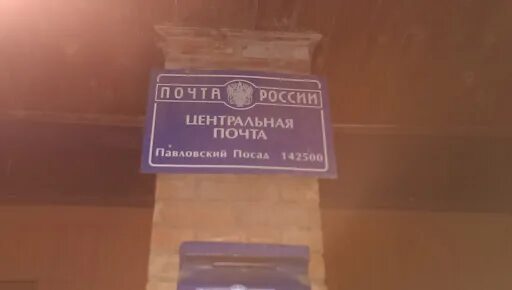 ПОЧТА РОССИИ
ЦЕНТРАЛЬНАЯ
ПОЧТА
Павловский Посад 142500